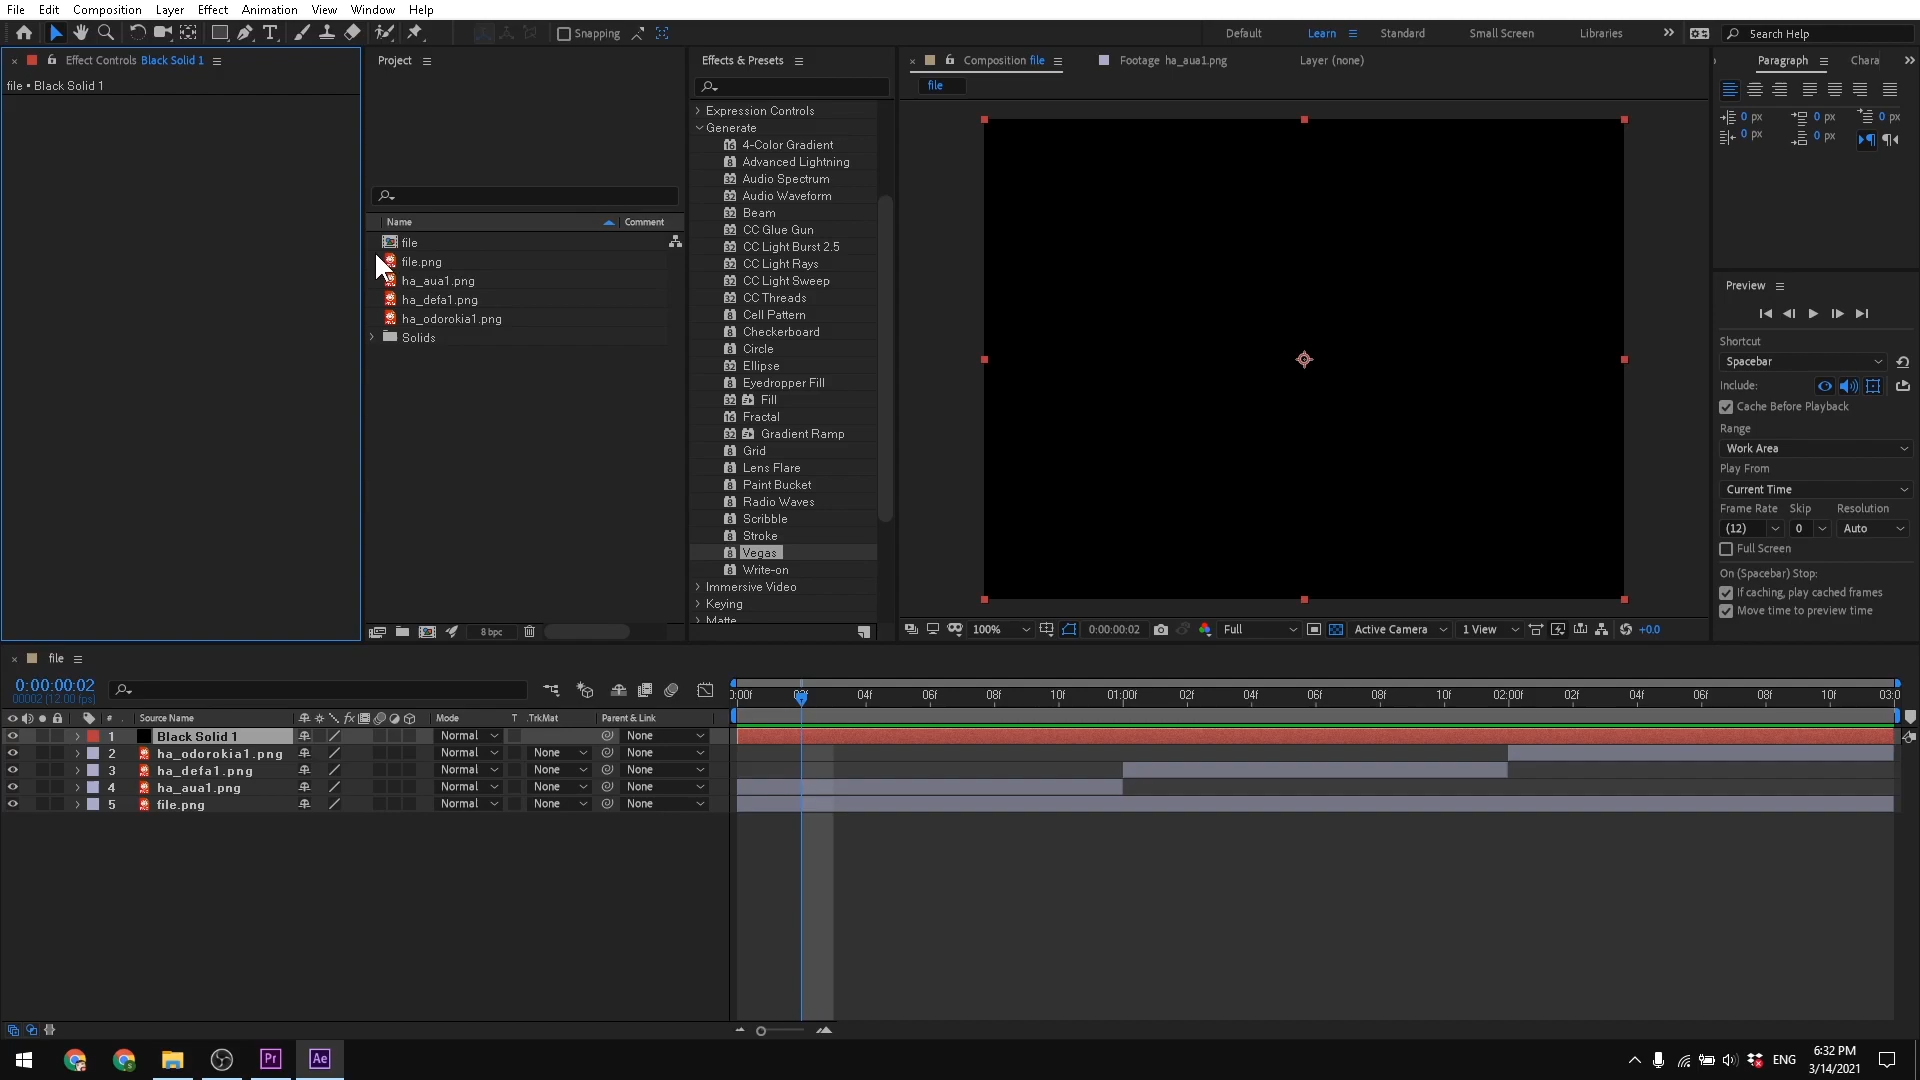 File Edit Composition Layer Effect Animation View Window Help
Snapping Default Learn Standard Small Screen Libraries Search Help
Effect Controls Black Solid 1
file • Black Solid 1
Project
Name Comment
file
file.png
ha_aua1.png
ha_defa1.png
ha_odorokia1.png
Solids
8 bpc
Effects & Presets
Expression Controls
Generate
4-Color Gradient
Advanced Lightning
Audio Spectrum
Audio Waveform
Beam
CC Glue Gun
CC Light Burst 2.5
CC Light Rays
CC Light Sweep
CC Threads
Cell Pattern
Checkerboard
Circle
Ellipse
Eyedropper Fill
Fill
Fractal
Gradient Ramp
Grid
Lens Flare
Paint Bucket
Radio Waves
Scribble
Stroke
Vegas
Write-on
Immersive Video
Keying
Matte
Composition file Footage ha_aua1.png Layer (none)
file
100% 0:00:00:02 Full Active Camera 1 View +0.0
Paragraph Chara
0 px 0 px 0 px
0 px 0 px
Preview
Shortcut
Spacebar
Include:
Cache Before Playback
Range
Work Area
Play From
Current Time
Frame Rate Skip Resolution
(12) 0 Auto
Full Screen
On (Spacebar) Stop:
If caching, play cached frames
Move time to preview time
file
0:00:00:02
00002 (12.00 fps)
# Source Name Mode T .TrkMat Parent & Link
1 Black Solid 1 Normal None
2 ha_odorokia1.png Normal None None
3 ha_defa1.png Normal None None
4 ha_aua1.png Normal None None
5 file.png Normal None None
):00f 02f 04f 06f 08f 10f 01:00f 02f 04f 06f 08f 10f 02:00f 02f 04f 06f 08f 10f 03:0
Pr Ae ENG 6:32 PM
3/14/2021